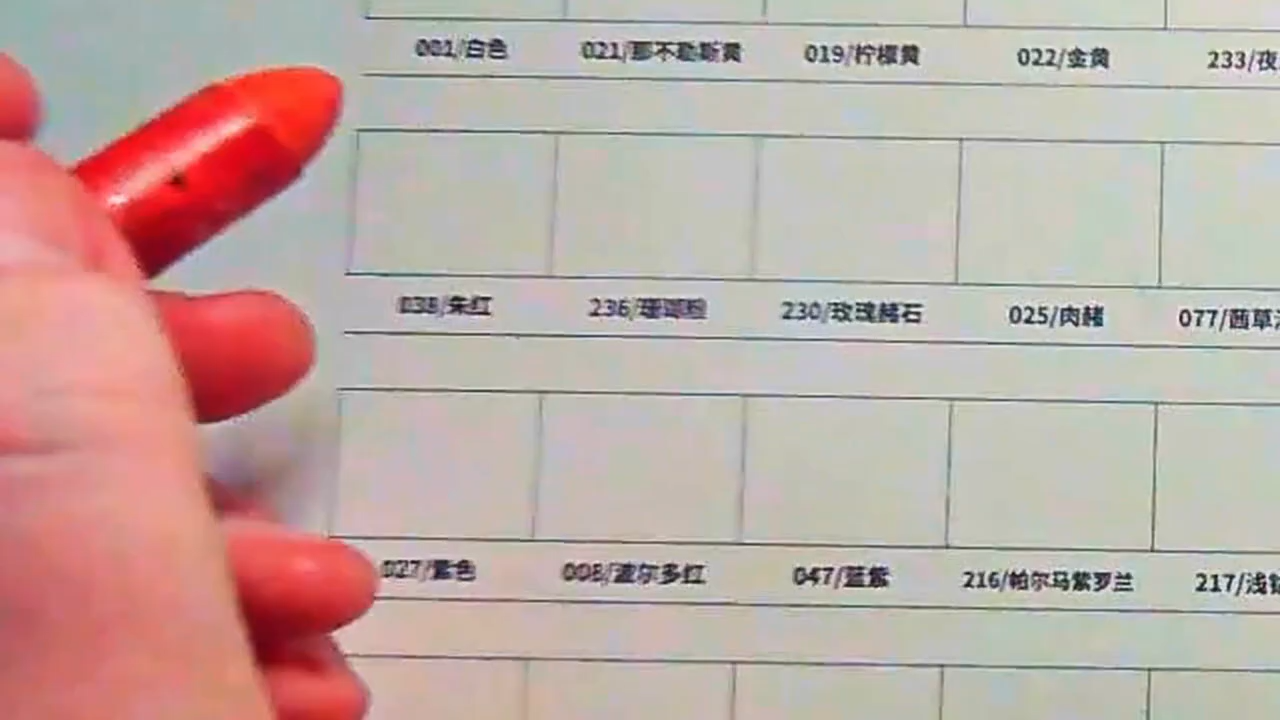 001/白色 021/那不勒斯黄 019/柠檬黄 022/金黄 233/夜
038/朱红 236/珊瑚粉 230/玫瑰赭石 025/肉赭 077/茜草
027/紫色 008/波尔多红 047/蓝紫 216/帕尔马紫罗兰 217/浅